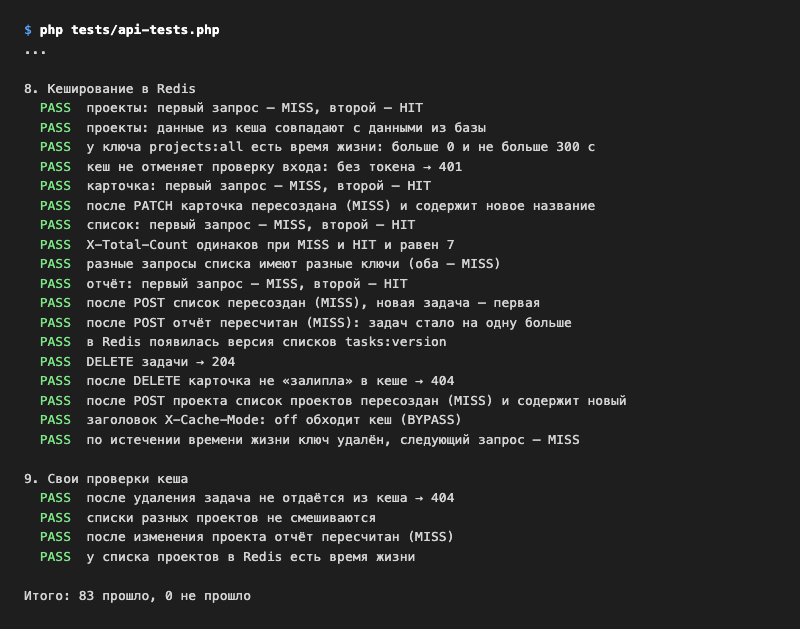 $ php tests/api-tests.php
...
8. Кеширование в Redis
PASS проекты: первый запрос — MISS, второй — HIT
PASS проекты: данные из кеша совпадают с данными из базы
PASS у ключа projects:all есть время жизни: больше 0 и не больше 300 с
PASS кеш не отменяет проверку входа: без токена → 401
PASS карточка: первый запрос — MISS, второй — HIT
PASS после PATCH карточка пересоздана (MISS) и содержит новое название
PASS список: первый запрос — MISS, второй — HIT
PASS X-Total-Count одинаков при MISS и HIT и равен 7
PASS разные запросы списка имеют разные ключи (оба — MISS)
PASS отчёт: первый запрос — MISS, второй — HIT
PASS после POST список пересоздан (MISS), новая задача — первая
PASS после POST отчёт пересчитан (MISS): задач стало на одну больше
PASS в Redis появилась версия списков tasks:version
PASS DELETE задачи → 204
PASS после DELETE карточка не «залипла» в кеше → 404
PASS после POST проекта список проектов пересоздан (MISS) и содержит новый
PASS заголовок X-Cache-Mode: off обходит кеш (BYPASS)
PASS по истечении времени жизни ключ удалён, следующий запрос — MISS
9. Свои проверки кеша
PASS после удаления задача не отдаётся из кеша → 404
PASS списки разных проектов не смешиваются
PASS после изменения проекта отчёт пересчитан (MISS)
PASS у списка проектов в Redis есть время жизни
Итого: 83 прошло, 0 не прошло